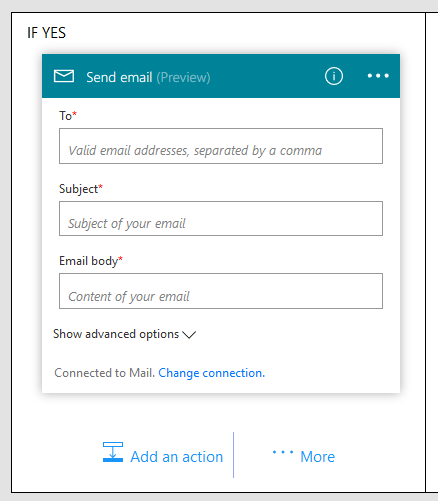 IF YES
Send email (Preview)
To*
Valid email addresses, separated by a comma
Subject*
Subject of your email
Email body*
Content of your email
Show advanced options
Connected to Mail. Change connection.
Add an action
More